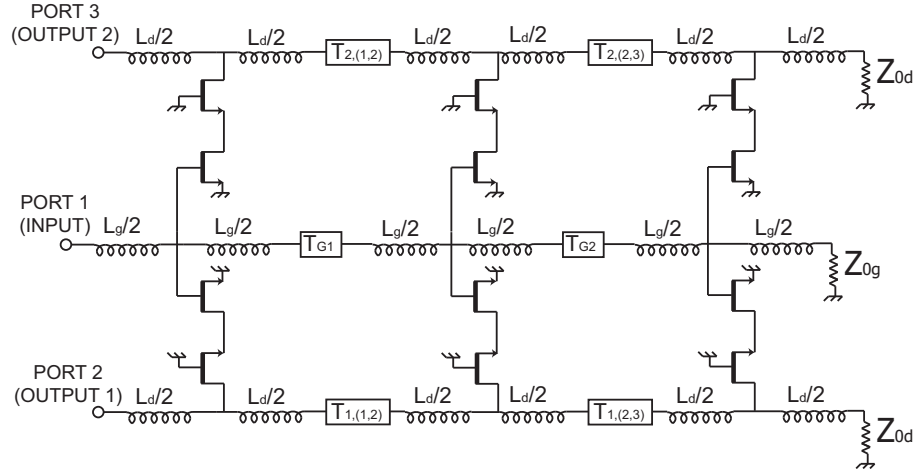 PORT 3
(OUTPUT 2)
Ld/2 Ld/2 T2,(1,2) Ld/2 Ld/2 T2,(2,3) Ld/2 Ld/2
Z0d
PORT 1
(INPUT)
Lg/2 Lg/2 TG1 Lg/2 Lg/2 TG2 Lg/2 Lg/2
Z0g
PORT 2
(OUTPUT 1)
Ld/2 Ld/2 T1,(1,2) Ld/2 Ld/2 T1,(2,3) Ld/2 Ld/2
Z0d